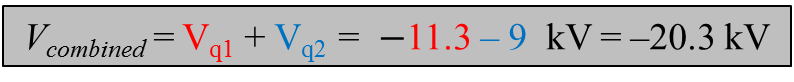 V_combined = V_q1 + V_q2 = −11.3 – 9 kV = –20.3 kV